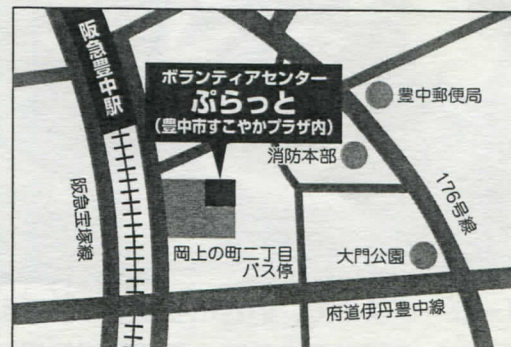 阪急豊中駅
ボランティアセンター
ぷらっと
(豊中市すこやかプラザ内)
豊中郵便局
消防本部
阪急宝塚線
176号線
岡上の町二丁目
バス停
大門公園
府道伊丹豊中線